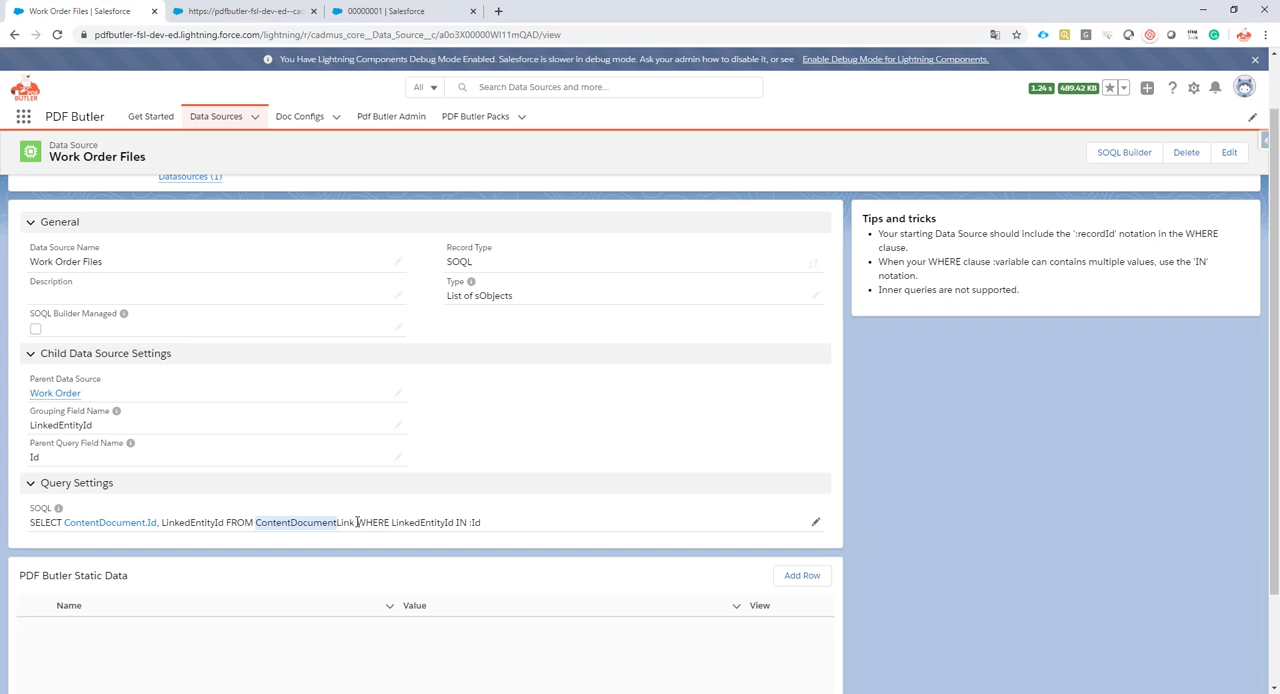 Work Order Files | Salesforce
https://pdfbutler-fsl-dev-ed--cac
00000001 | Salesforce
pdfbutler-fsl-dev-ed.lightning.force.com/lightning/r/cadmus_core__Data_Source__c/a0o3X00000WI11mQAD/view
You Have Lightning Components Debug Mode Enabled. Salesforce is slower in debug mode. Ask your admin how to disable it, or see Enable Debug Mode for Lightning Components.
BUTLER
All
Search Data Sources and more...
1.24 s 489.42 KB
PDF Butler Get Started Data Sources Doc Configs Pdf Butler Admin PDF Butler Packs
Data Source
Work Order Files
SOQL Builder Delete Edit
Datasources (1)
General
Data Source Name
Work Order Files
Record Type
SOQL
Description
Type
List of sObjects
SOQL Builder Managed
Child Data Source Settings
Parent Data Source
Work Order
Grouping Field Name
LinkedEntityId
Parent Query Field Name
Id
Query Settings
SOQL
SELECT ContentDocument.Id, LinkedEntityId FROM ContentDocumentLink WHERE LinkedEntityId IN :Id
PDF Butler Static Data
Add Row
Name Value View
Tips and tricks
Your starting Data Source should include the ':recordId' notation in the WHERE
clause.
When your WHERE clause :variable can contains multiple values, use the 'IN'
notation.
Inner queries are not supported.